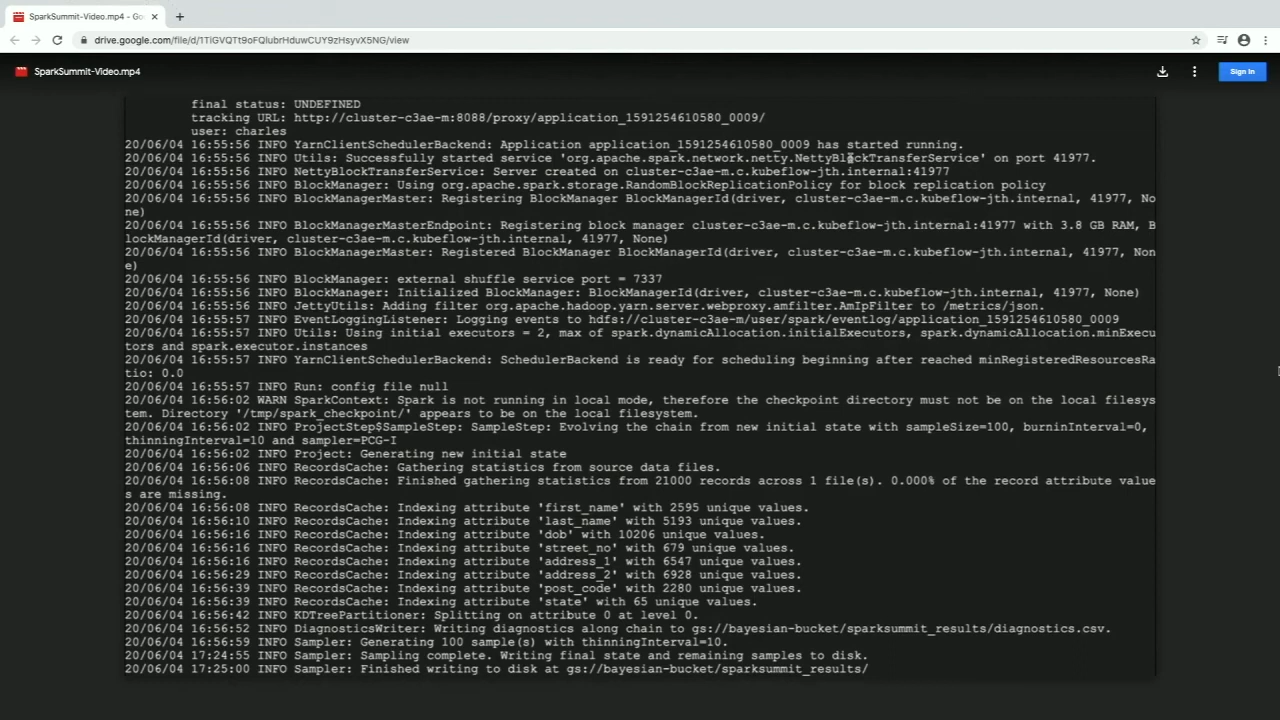 SparkSummit-Video.mp4 - Go
drive.google.com/file/d/1TiGVQTt9oFQlubrHduwCUY9zHsyvX5NG/view
SparkSummit-Video.mp4
Sign In
final status: UNDEFINED
tracking URL: http://cluster-c3ae-m:8088/proxy/application_1591254610580_0009/
user: charles
20/06/04 16:55:56 INFO YarnClientSchedulerBackend: Application application_1591254610580_0009 has started running.
20/06/04 16:55:56 INFO Utils: Successfully started service 'org.apache.spark.network.netty.NettyBlockTransferService' on port 41977.
20/06/04 16:55:56 INFO NettyBlockTransferService: Server created on cluster-c3ae-m.c.kubeflow-jth.internal:41977
20/06/04 16:55:56 INFO BlockManager: Using org.apache.spark.storage.RandomBlockReplicationPolicy for block replication policy
20/06/04 16:55:56 INFO BlockManagerMaster: Registering BlockManager BlockManagerId(driver, cluster-c3ae-m.c.kubeflow-jth.internal, 41977, No
ne)
20/06/04 16:55:56 INFO BlockManagerMasterEndpoint: Registering block manager cluster-c3ae-m.c.kubeflow-jth.internal:41977 with 3.8 GB RAM, B
lockManagerId(driver, cluster-c3ae-m.c.kubeflow-jth.internal, 41977, None)
20/06/04 16:55:56 INFO BlockManagerMaster: Registered BlockManager BlockManagerId(driver, cluster-c3ae-m.c.kubeflow-jth.internal, 41977, Non
e)
20/06/04 16:55:56 INFO BlockManager: external shuffle service port = 7337
20/06/04 16:55:56 INFO BlockManager: Initialized BlockManager: BlockManagerId(driver, cluster-c3ae-m.c.kubeflow-jth.internal, 41977, None)
20/06/04 16:55:56 INFO JettyUtils: Adding filter org.apache.hadoop.yarn.server.webproxy.amfilter.AmIpFilter to /metrics/json.
20/06/04 16:55:57 INFO EventLoggingListener: Logging events to hdfs://cluster-c3ae-m/user/spark/eventlog/application_1591254610580_0009
20/06/04 16:55:57 INFO Utils: Using initial executors = 2, max of spark.dynamicAllocation.initialExecutors, spark.dynamicAllocation.minExecu
tors and spark.executor.instances
20/06/04 16:55:57 INFO YarnClientSchedulerBackend: SchedulerBackend is ready for scheduling beginning after reached minRegisteredResourcesRa
tio: 0.0
20/06/04 16:55:57 INFO Run: config file null
20/06/04 16:56:02 WARN SparkContext: Spark is not running in local mode, therefore the checkpoint directory must not be on the local filesys
tem. Directory '/tmp/spark_checkpoint/' appears to be on the local filesystem.
20/06/04 16:56:02 INFO ProjectStep$SampleStep: SampleStep: Evolving the chain from new initial state with sampleSize=100, burninInterval=0,
thinningInterval=10 and sampler=PCG-I
20/06/04 16:56:02 INFO Project: Generating new initial state
20/06/04 16:56:06 INFO RecordsCache: Gathering statistics from source data files.
20/06/04 16:56:08 INFO RecordsCache: Finished gathering statistics from 21000 records across 1 file(s). 0.000% of the record attribute value
s are missing.
20/06/04 16:56:08 INFO RecordsCache: Indexing attribute 'first_name' with 2595 unique values.
20/06/04 16:56:10 INFO RecordsCache: Indexing attribute 'last_name' with 5193 unique values.
20/06/04 16:56:16 INFO RecordsCache: Indexing attribute 'dob' with 10206 unique values.
20/06/04 16:56:16 INFO RecordsCache: Indexing attribute 'street_no' with 679 unique values.
20/06/04 16:56:16 INFO RecordsCache: Indexing attribute 'address_1' with 6547 unique values.
20/06/04 16:56:29 INFO RecordsCache: Indexing attribute 'address_2' with 6928 unique values.
20/06/04 16:56:39 INFO RecordsCache: Indexing attribute 'post_code' with 2280 unique values.
20/06/04 16:56:39 INFO RecordsCache: Indexing attribute 'state' with 65 unique values.
20/06/04 16:56:42 INFO KDTreePartitioner: Splitting on attribute 0 at level 0.
20/06/04 16:56:52 INFO DiagnosticsWriter: Writing diagnostics along chain to gs://bayesian-bucket/sparksummit_results/diagnostics.csv.
20/06/04 16:56:59 INFO Sampler: Generating 100 sample(s) with thinningInterval=10.
20/06/04 17:24:55 INFO Sampler: Sampling complete. Writing final state and remaining samples to disk.
20/06/04 17:25:00 INFO Sampler: Finished writing to disk at gs://bayesian-bucket/sparksummit_results/